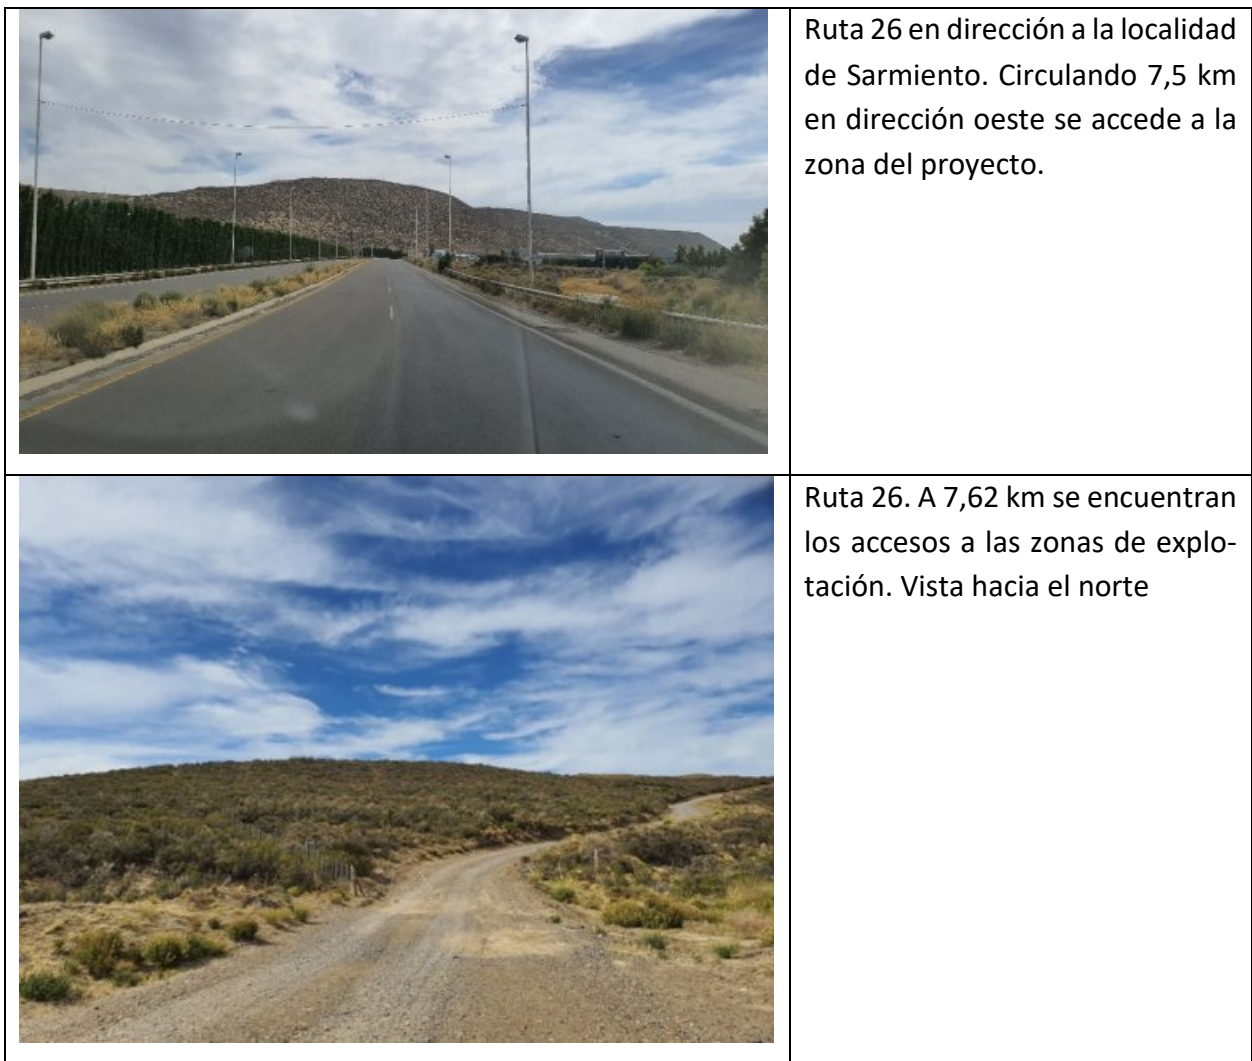 Ruta 26 en dirección a la localidad
de Sarmiento. Circulando 7,5 km
en dirección oeste se accede a la
zona del proyecto.
Ruta 26. A 7,62 km se encuentran
los accesos a las zonas de explo-
tación. Vista hacia el norte